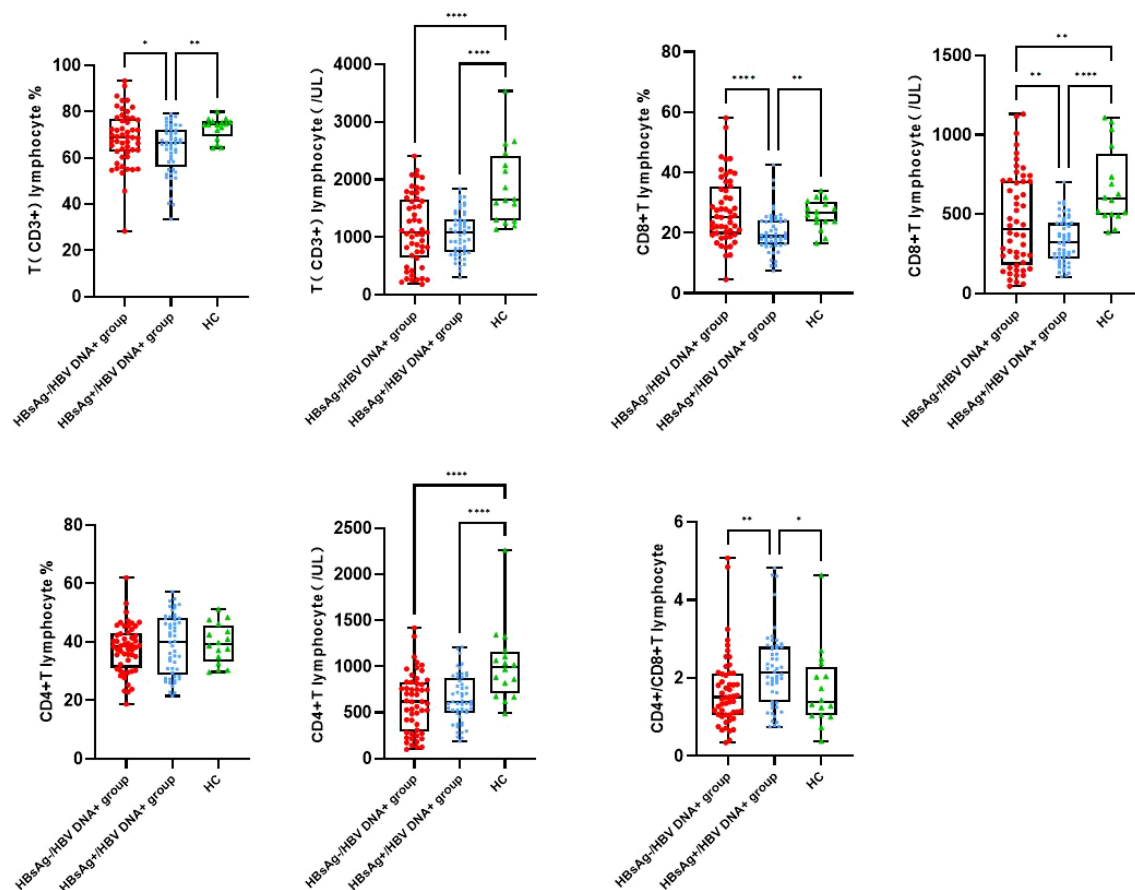 T( CD3+) lymphocyte %
100
80
60
40
20
0
*
**
HBsAg-/HBV DNA+ group
HBsAg+/HBV DNA+ group
HC
T( CD3+) lymphocyte( /UL)
4000
3000
2000
1000
0
****
****
HBsAg-/HBV DNA+ group
HBsAg+/HBV DNA+ group
HC
CD8+T lymphocyte %
80
60
40
20
0
****
**
HBsAg-/HBV DNA+ group
HBsAg+/HBV DNA+ group
HC
CD8+T lymphocyte( /UL)
1500
1000
500
0
**
**
****
HBsAg-/HBV DNA+ group
HBsAg+/HBV DNA+ group
HC
CD4+T lymphocyte %
80
60
40
20
0
HBsAg-/HBV DNA+ group
HBsAg+/HBV DNA+ group
HC
CD4+T lymphocyte( /UL)
2500
2000
1500
1000
500
0
****
****
HBsAg-/HBV DNA+ group
HBsAg+/HBV DNA+ group
HC
CD4+/CD8+T lymphocyte
6
4
2
0
**
*
HBsAg-/HBV DNA+ group
HBsAg+/HBV DNA+ group
HC